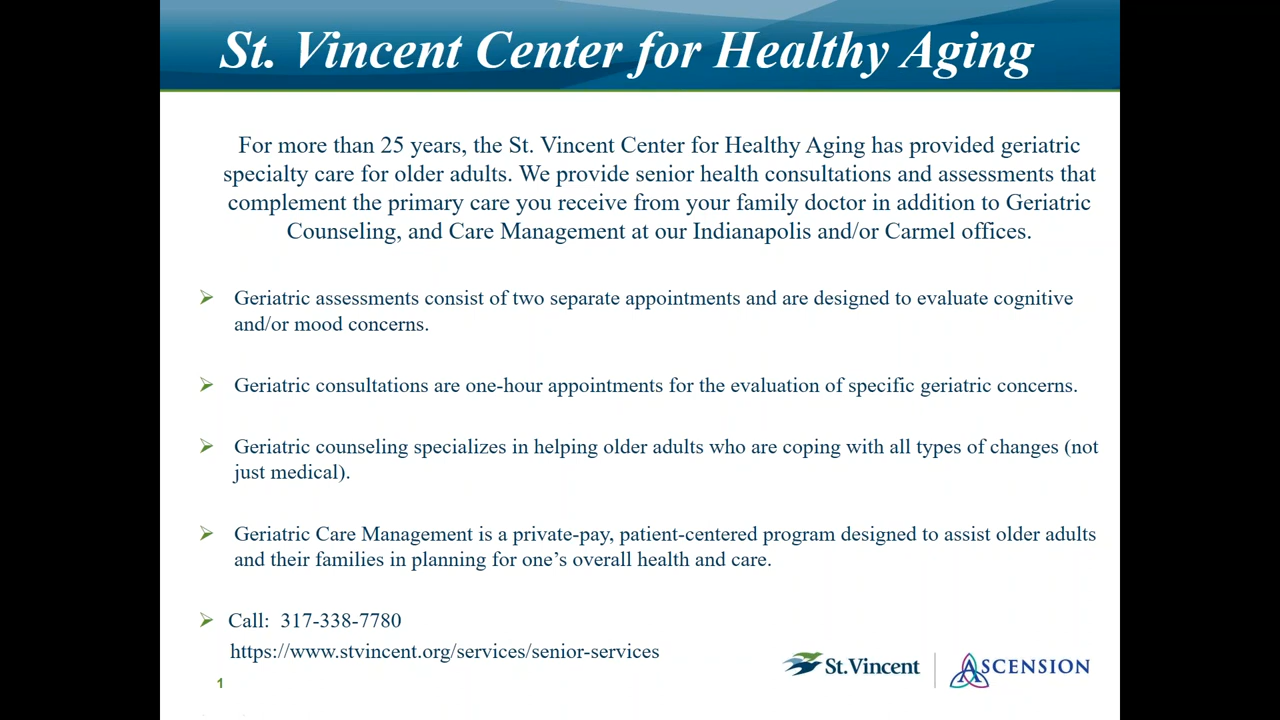 St. Vincent Center for Healthy Aging
For more than 25 years, the St. Vincent Center for Healthy Aging has provided geriatric
specialty care for older adults. We provide senior health consultations and assessments that
complement the primary care you receive from your family doctor in addition to Geriatric
Counseling, and Care Management at our Indianapolis and/or Carmel offices.
Geriatric assessments consist of two separate appointments and are designed to evaluate cognitive
and/or mood concerns.
Geriatric consultations are one-hour appointments for the evaluation of specific geriatric concerns.
Geriatric counseling specializes in helping older adults who are coping with all types of changes (not
just medical).
Geriatric Care Management is a private-pay, patient-centered program designed to assist older adults
and their families in planning for one’s overall health and care.
Call:  317-338-7780
https://www.stvincent.org/services/senior-services
St.Vincent
ASCENSION
1